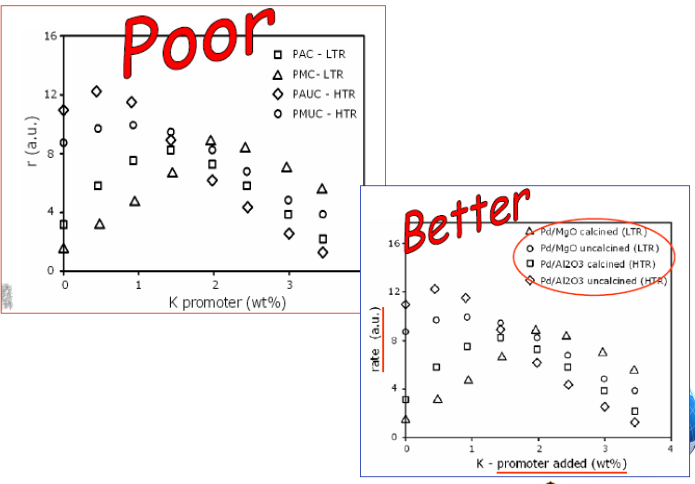 Poor
16
12
8
4
0
r (a.u.)
PAC - LTR
PMC- LTR
PAUC - HTR
PMUC - HTR
0 1 2 3
K promoter (wt%)
Better
16
12
8
4
0
rate (a.u.)
Pd/MgO calcined (LTR)
Pd/MgO uncalcined (LTR)
Pd/Al2O3 calcined (HTR)
Pd/Al2O3 uncalcined (HTR)
0 1 2 3 4
K - promoter added (wt%)